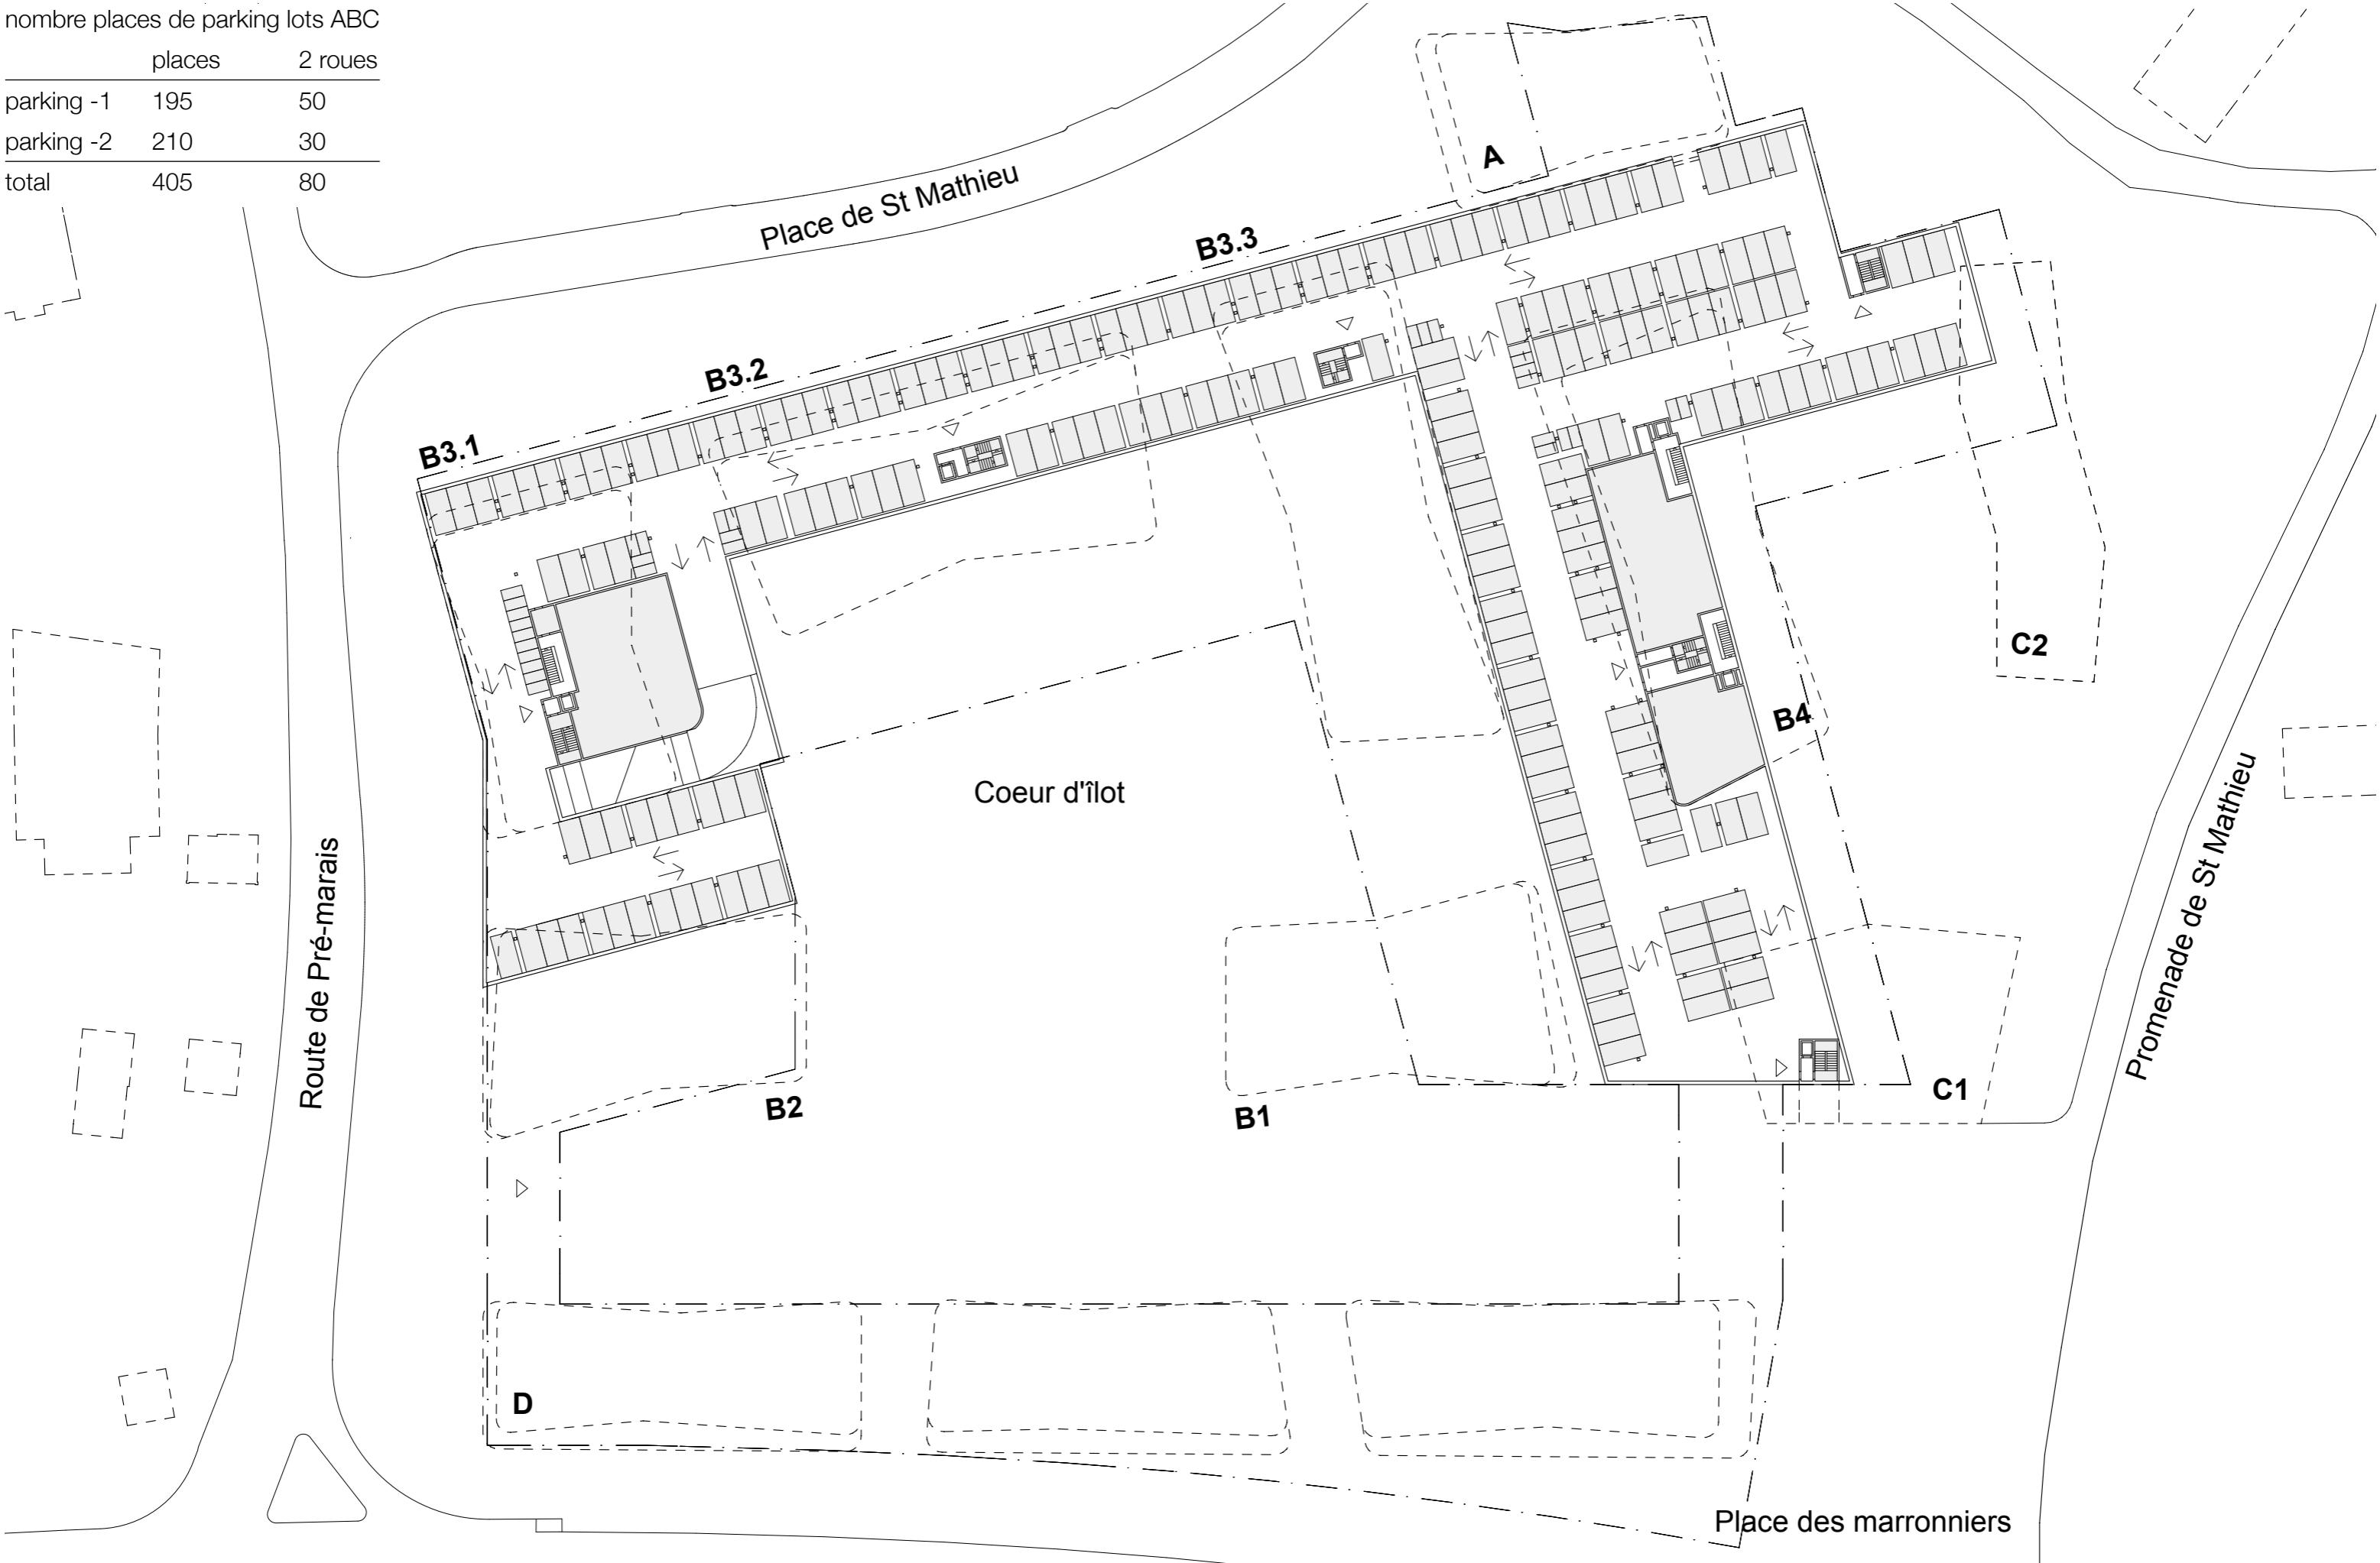 nombre places de parking lots ABC
places 2 roues
parking -1 195 50
parking -2 210 30
total 405 80
A
Place de St Mathieu
B3.3
B3.2
B3.1
C2
B4
Coeur d'îlot
Promenade de St Mathieu
Route de Pré-marais
B2
B1
C1
D
Place des marronniers